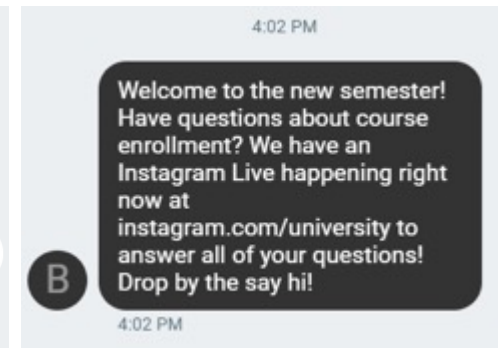 4:02 PM
Welcome to the new semester!
Have questions about course
enrollment? We have an
Instagram Live happening right
now at
instagram.com/university to
answer all of your questions!
Drop by the say hi!
B
4:02 PM